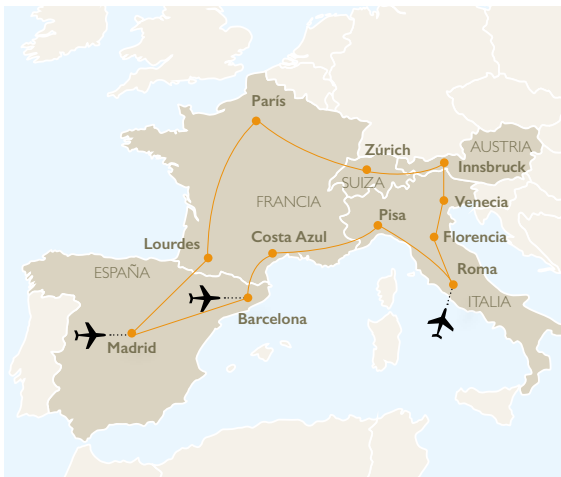 París
Zúrich
AUSTRIA
Innsbruck
SUIZA
FRANCIA
Venecia
Pisa
Costa Azul
Florencia
Lourdes
ESPAÑA
Roma
ITALIA
Barcelona
Madrid